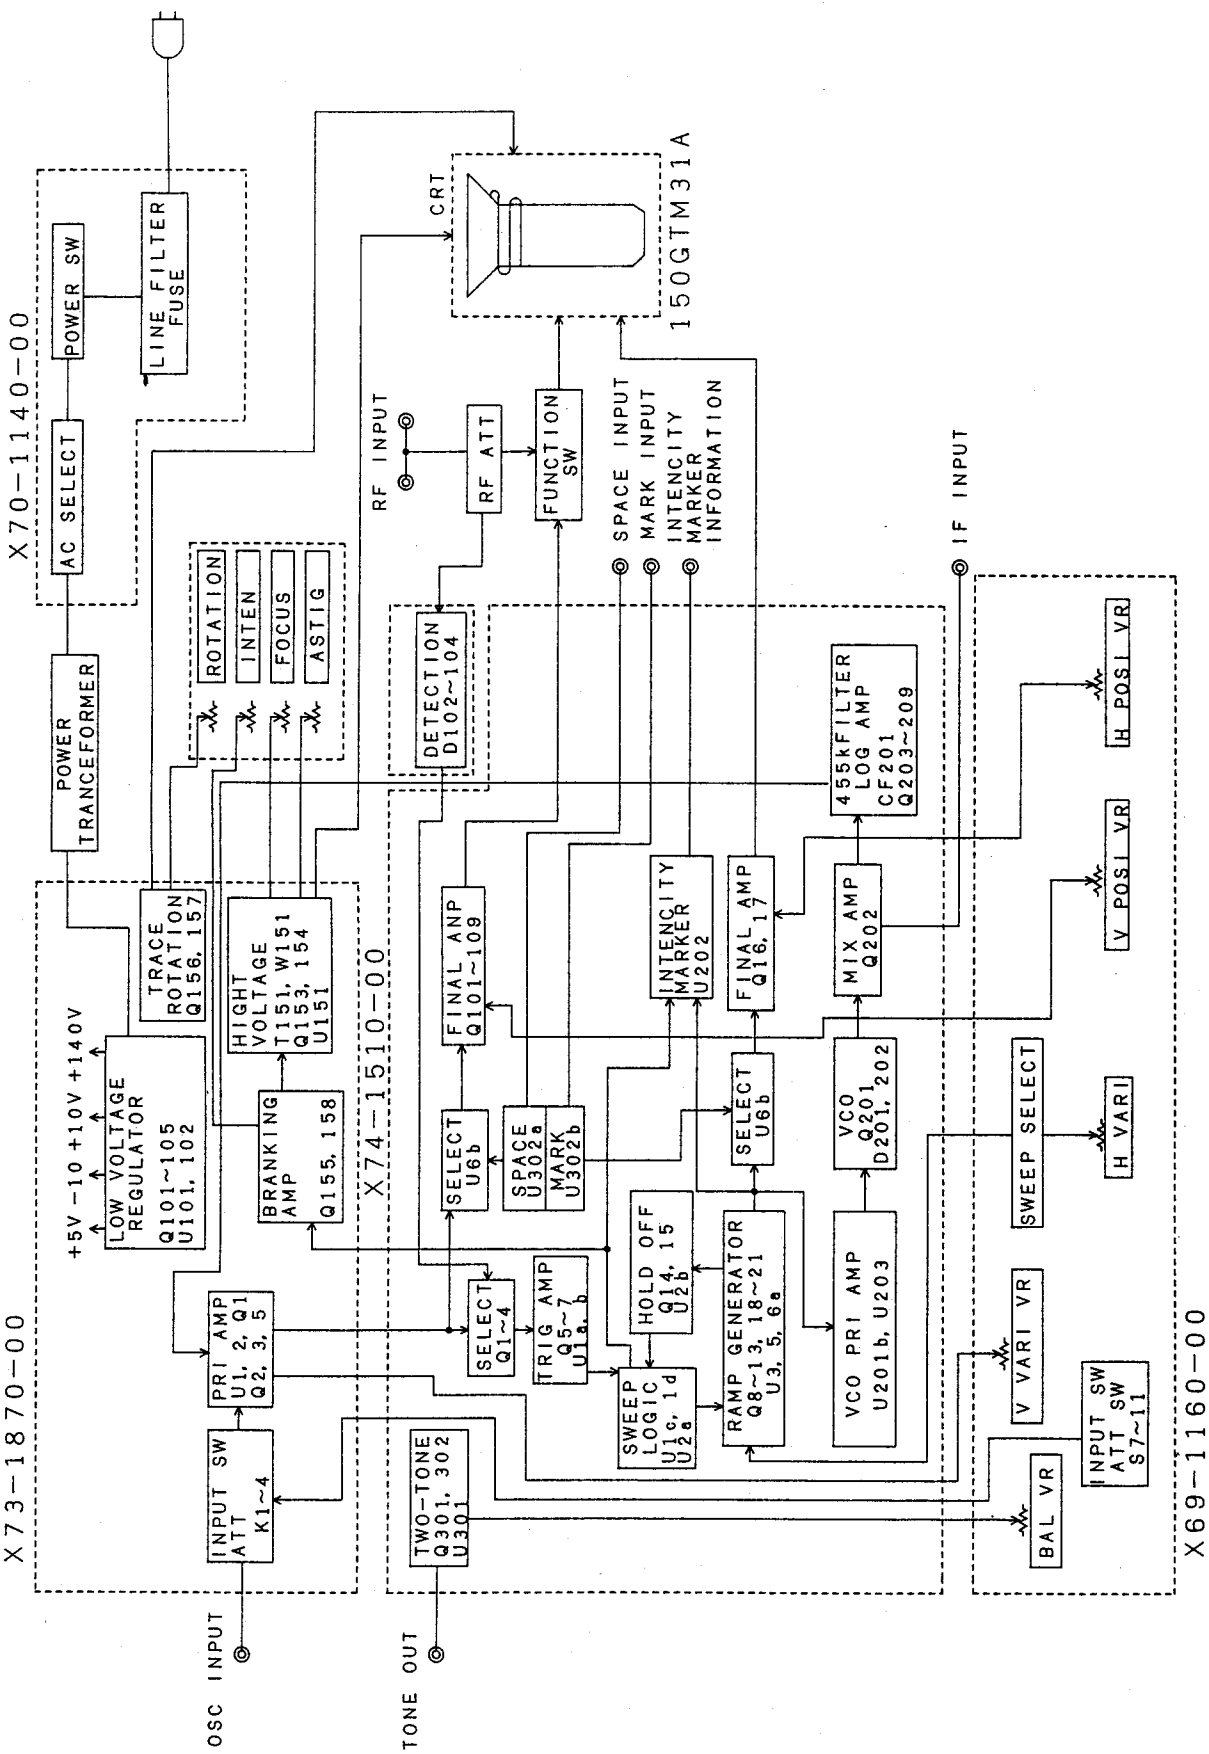 X73-1870-00
OSC INPUT
INPUT SW
ATT
K1~4
PRI AMP
U1, 2, Q1
Q2, 3, 5
+5V -10 +10V +140V
LOW VOLTAGE
REGULATOR
Q101~105
U101, 102
BRANKING
AMP
Q155, 158
TRACE
ROTATION
Q156, 157
HIGHT
VOLTAGE
T151, W151
Q153, 154
U151
POWER
TRANCEFORMER
X70-1140-00
AC SELECT
POWER SW
LINE FILTER
FUSE
ROTATION
INTEN
FOCUS
ASTIG
CRT
150GTM31A
RF INPUT
RF ATT
FUNCTION
SW
X74-1510-00
TONE OUT
TWO-TONE
Q301, 302
U301
SELECT
Q1~4
TRIG AMP
Q5~7
U1a, b
SWEEP
LOGIC
U1c, 1d
U2a
HOLD OFF
Q14, 15
U2b
RAMP GENERATOR
Q8~13, 18~21
U3, 5, 6a
VCO PRI AMP
U201b, U203
SELECT
U6b
SPACE
U302a
MARK
U302b
SELECT
U6b
VCO
Q201
D201, 202
FINAL ANP
Q101~109
INTENCITY
MARKER
U202
FINAL AMP
Q16, 17
MIX AMP
Q202
DETECTION
D102~104
455kFILTER
LOG AMP
CF201
Q203~209
SPACE INPUT
MARK INPUT
INTENCITY
MARKER
INFORMATION
IF INPUT
X69-1160-00
BAL VR
INPUT SW
ATT SW
S7~11
V VARI VR
SWEEP SELECT
H VARI
V POSI VR
H POSI VR